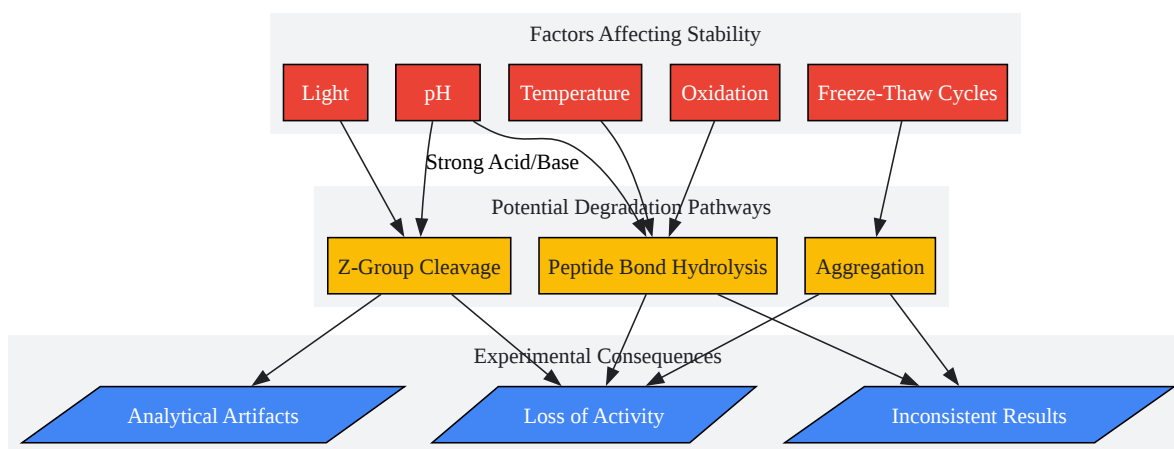 Factors Affecting Stability
Light
pH
Temperature
Oxidation
Freeze-Thaw Cycles
Strong Acid/Base
Potential Degradation Pathways
Z-Group Cleavage
Peptide Bond Hydrolysis
Aggregation
Experimental Consequences
Analytical Artifacts
Loss of Activity
Inconsistent Results